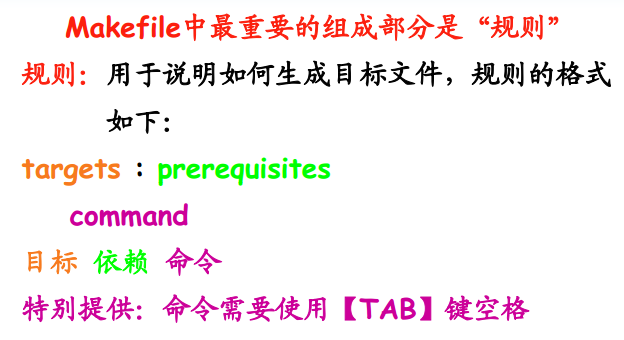 Makefile中最重要的组成部分是“规则”
规则：用于说明如何生成目标文件，规则的格式
如下：
targets : prerequisites
command
目标 依赖 命令
特别提供：命令需要使用【TAB】键空格